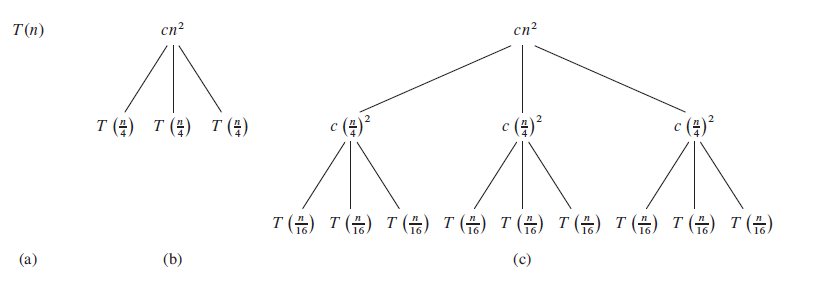 T(n) cn² cn²
T(n/4) T(n/4) T(n/4) c(n/4)² c(n/4)² c(n/4)²
T(n/16) T(n/16) T(n/16) T(n/16) T(n/16) T(n/16) T(n/16) T(n/16) T(n/16)
(a) (b) (c)